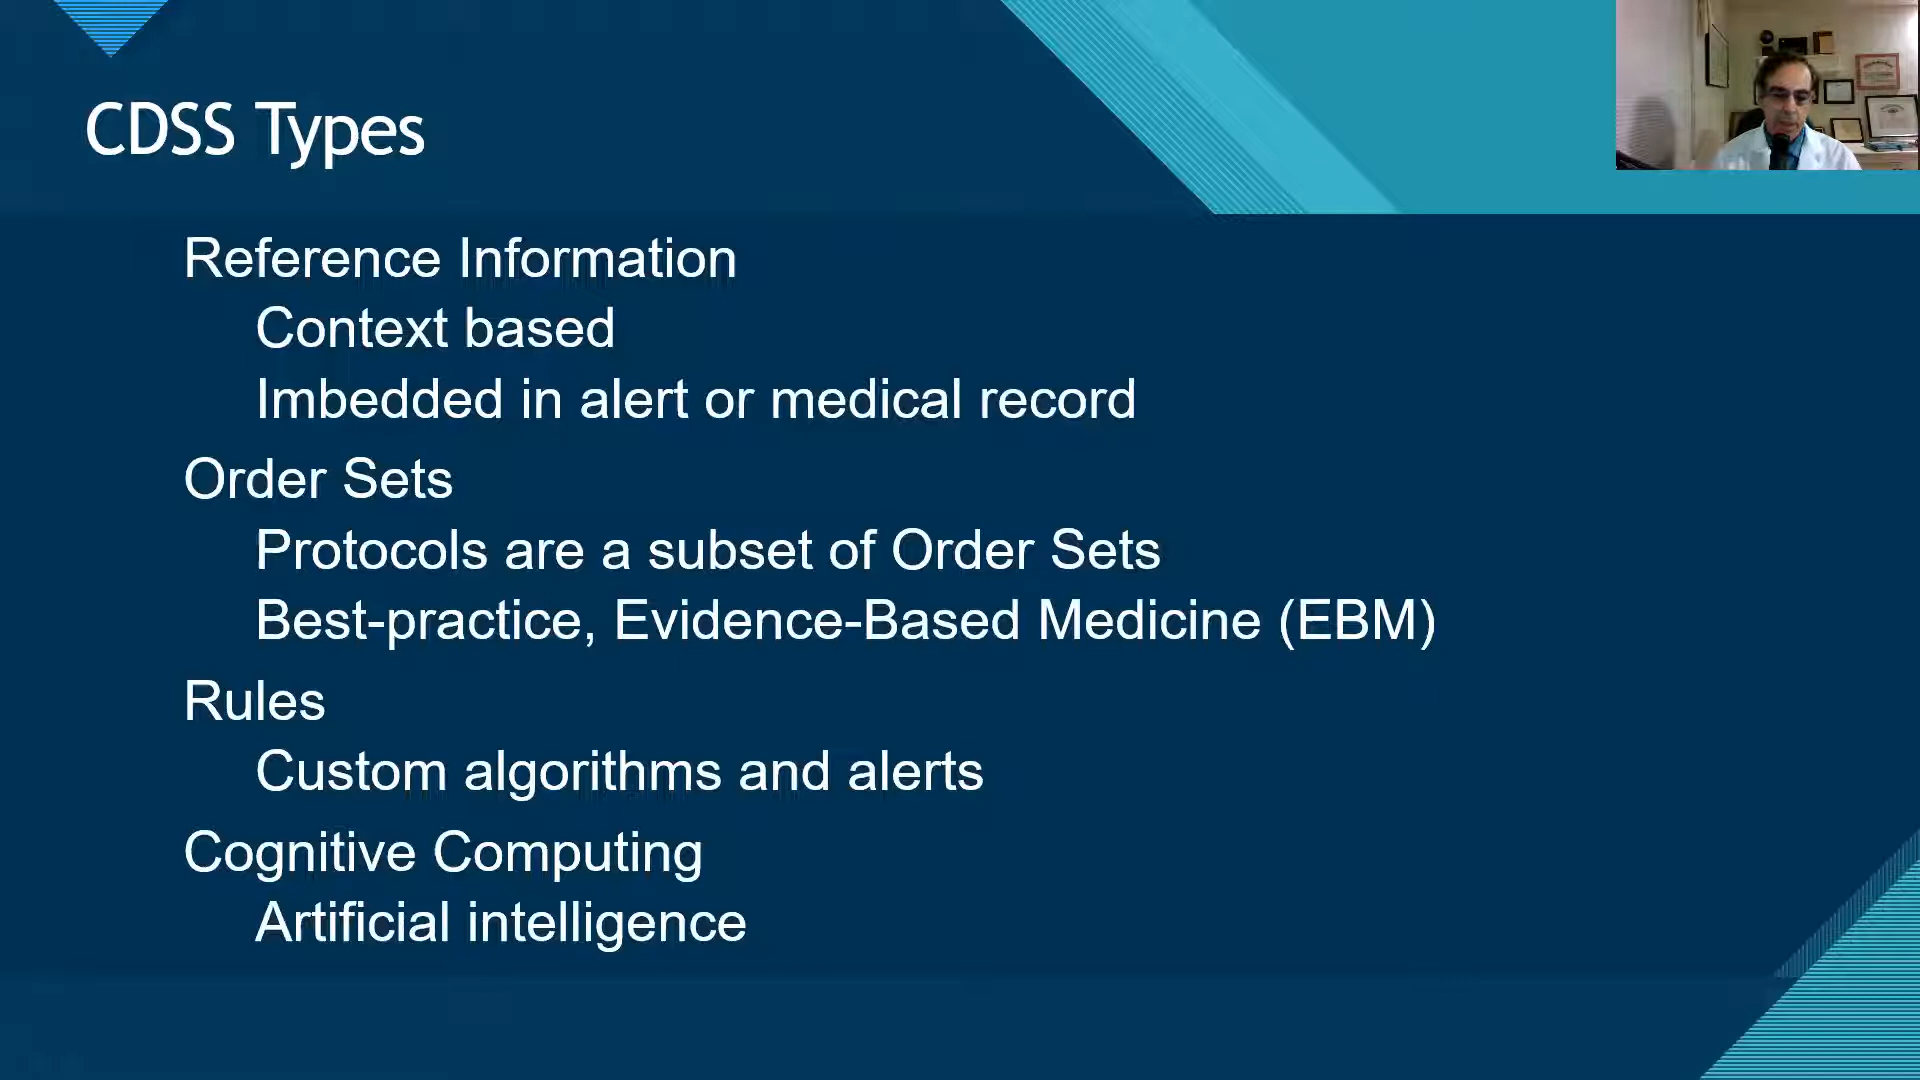 CDSS Types
Reference Information
Context based
Imbedded in alert or medical record
Order Sets
Protocols are a subset of Order Sets
Best-practice, Evidence-Based Medicine (EBM)
Rules
Custom algorithms and alerts
Cognitive Computing
Artificial intelligence